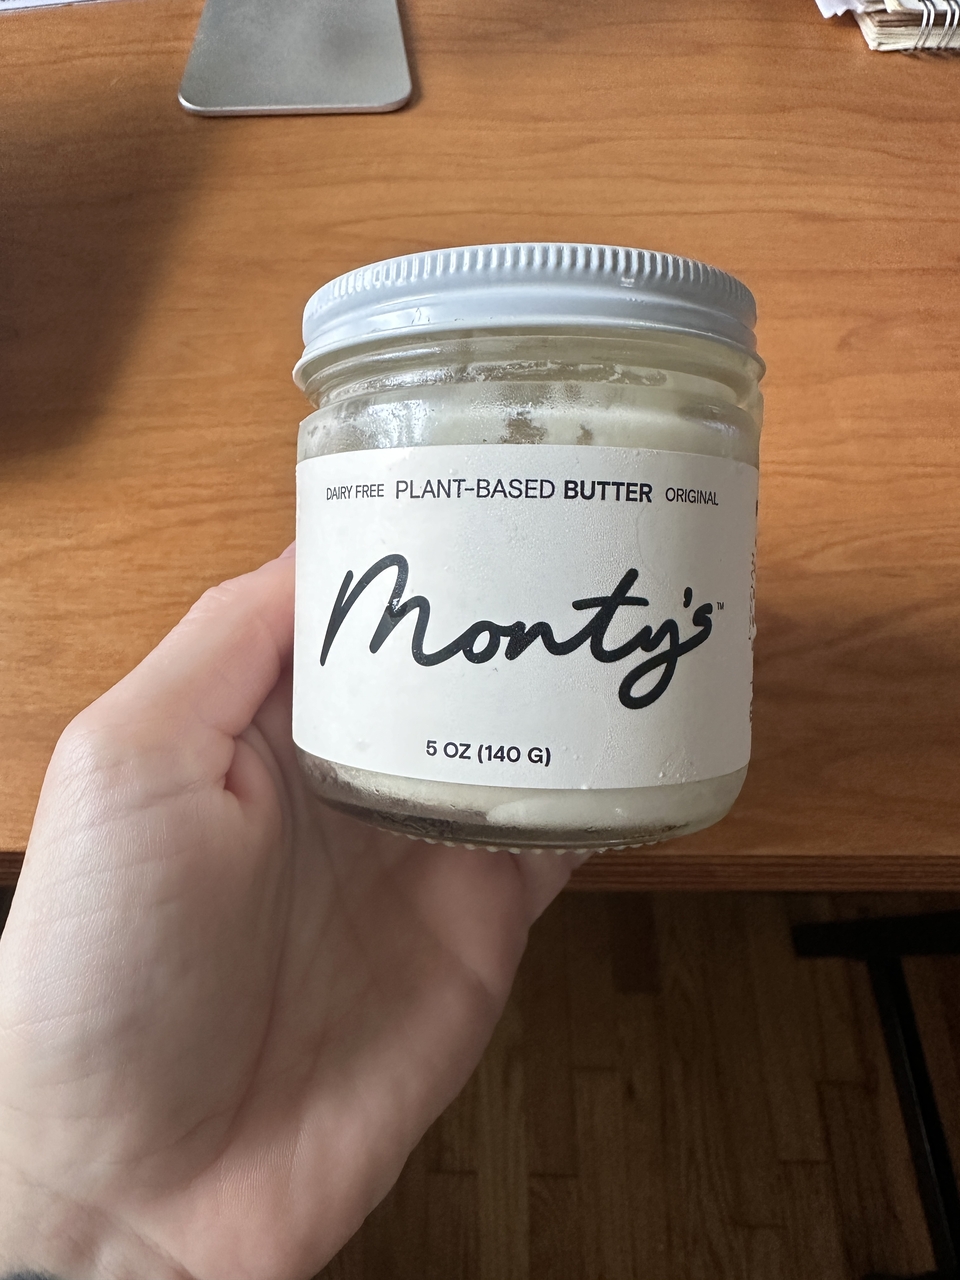 DAIRY FREE PLANT-BASED BUTTER ORIGINAL
Monty's™
5 OZ (140 G)